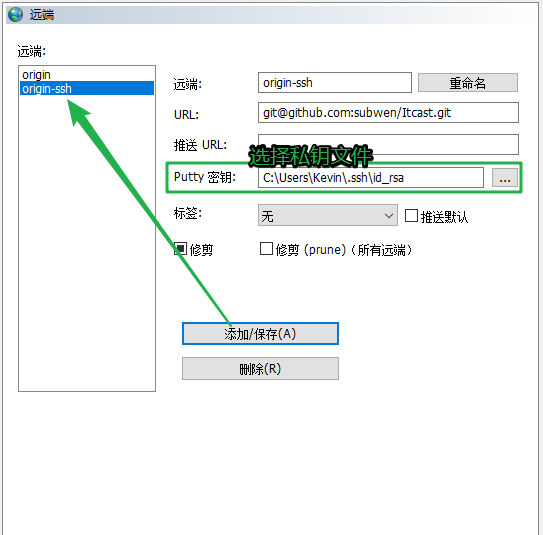 远端
远端:
origin
origin-ssh
远端:
origin-ssh
重命名
URL:
git@github.com:subwen/Itcast.git
推送 URL:
选择私钥文件
Putty 密钥:
C:\Users\Kevin\.ssh\id_rsa
...
标签:
无
推送默认
修剪
修剪 (prune)（所有远端）
添加/保存(A)
删除(R)